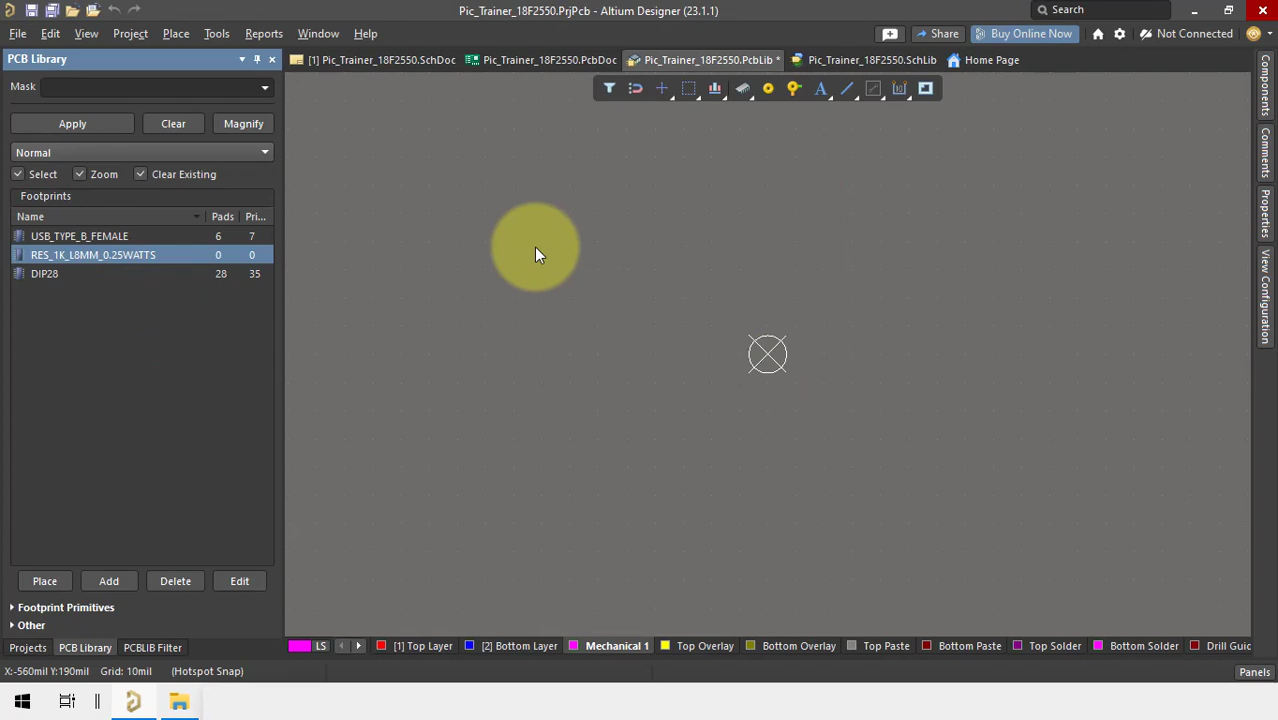 Pic_Trainer_18F2550.PrjPcb - Altium Designer (23.1.1)
Search
File Edit View Project Place Tools Reports Window Help
Share
Buy Online Now
Not Connected
PCB Library
[1] Pic_Trainer_18F2550.SchDoc
Pic_Trainer_18F2550.PcbDoc
Pic_Trainer_18F2550.PcbLib *
Pic_Trainer_18F2550.SchLib
Home Page
Mask
Apply Clear Magnify
Normal
Select Zoom Clear Existing
Footprints
Name Pads Pri...
USB_TYPE_B_FEMALE 6 7
RES_1K_L8MM_0.25WATTS 0 0
DIP28 28 35
Place Add Delete Edit
Footprint Primitives
Other
Components
Comments
Properties
View Configuration
LS
[1] Top Layer
[2] Bottom Layer
Mechanical 1
Top Overlay
Bottom Overlay
Top Paste
Bottom Paste
Top Solder
Bottom Solder
Drill Guid
Projects PCB Library PCBLIB Filter
X:-560mil Y:190mil Grid: 10mil (Hotspot Snap)
Panels